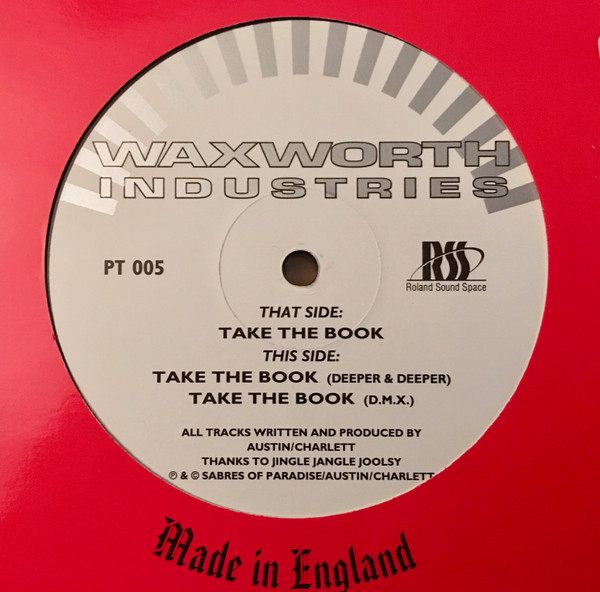 WAXWORTH
INDUSTRIES
PT 005
RSS
Roland Sound Space
THAT SIDE:
TAKE THE BOOK
THIS SIDE:
TAKE THE BOOK (DEEPER & DEEPER)
TAKE THE BOOK (D.M.X.)
ALL TRACKS WRITTEN AND PRODUCED BY
AUSTIN/CHARLETT
THANKS TO JINGLE JANGLE JOOLSY
℗ & © SABRES OF PARADISE/AUSTIN/CHARLETT
Made in England